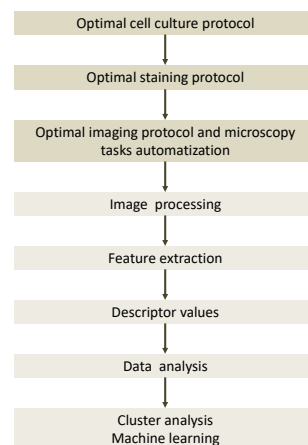 Optimal cell culture protocol
Optimal staining protocol
Optimal imaging protocol and microscopy
tasks automatization
Image processing
Feature extraction
Descriptor values
Data analysis
Cluster analysis
Machine learning